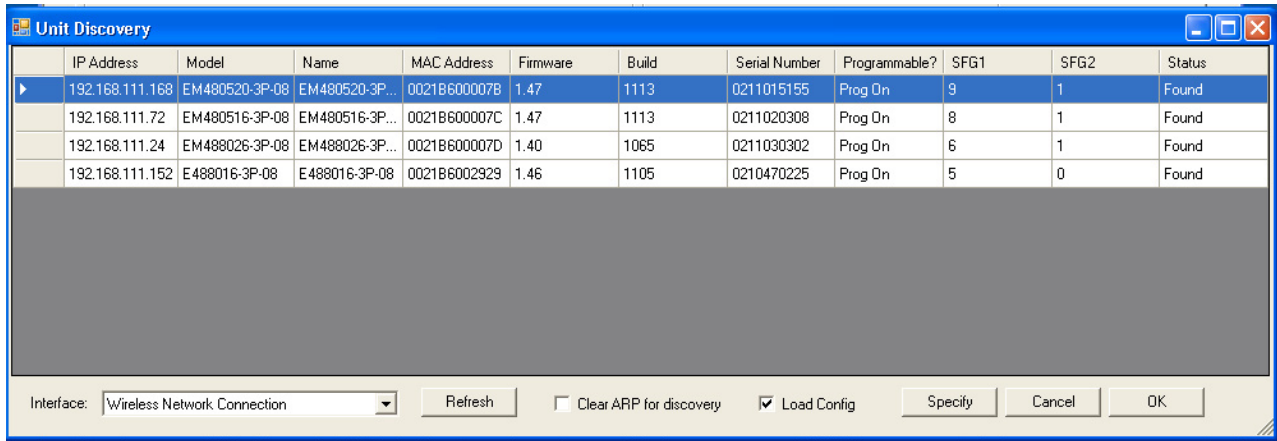 Unit Discovery
IP Address Model Name MAC Address Firmware Build Serial Number Programmable? SFG1 SFG2 Status
192.168.111.168 EM480520-3P-08 EM480520-3P... 0021B600007B 1.47 1113 0211015155 Prog On 9 1 Found
192.168.111.72 EM480516-3P-08 EM480516-3P... 0021B600007C 1.47 1113 0211020308 Prog On 8 1 Found
192.168.111.24 EM488026-3P-08 EM488026-3P... 0021B600007D 1.40 1065 0211030302 Prog On 6 1 Found
192.168.111.152 E488016-3P-08 E488016-3P-08 0021B6002929 1.46 1105 0210470225 Prog On 5 0 Found
Interface: Wireless Network Connection Refresh Clear ARP for discovery Load Config Specify Cancel OK